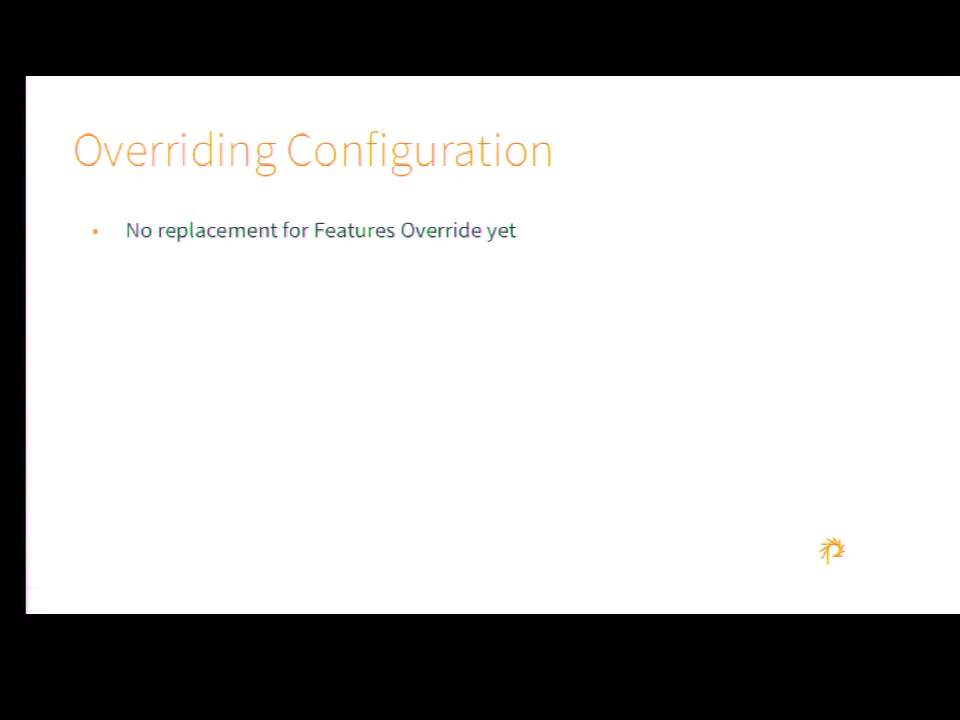 Overriding Configuration
• No replacement for Features Override yet